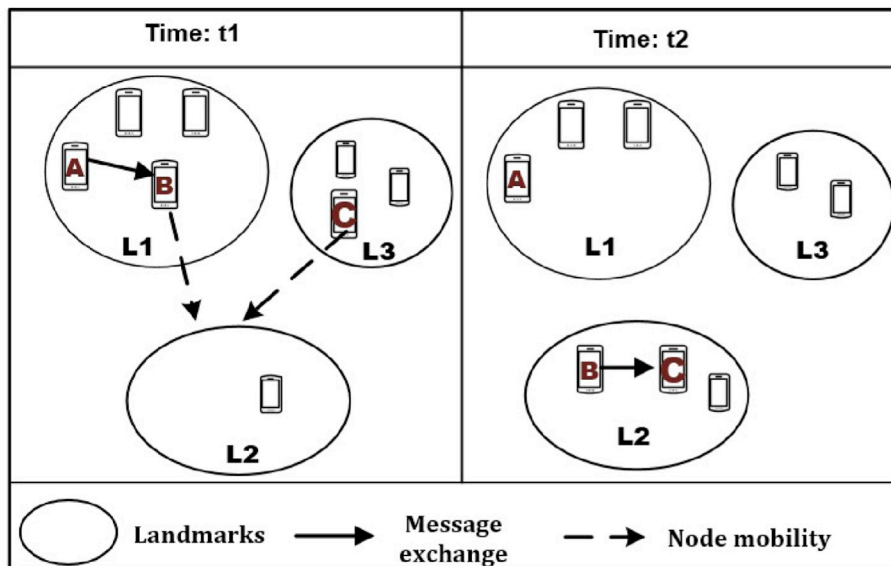 Time: t1
Time: t2
A
B
C
L1
L3
L2
A
L1
L3
B
C
L2
Landmarks
Message
exchange
Node mobility